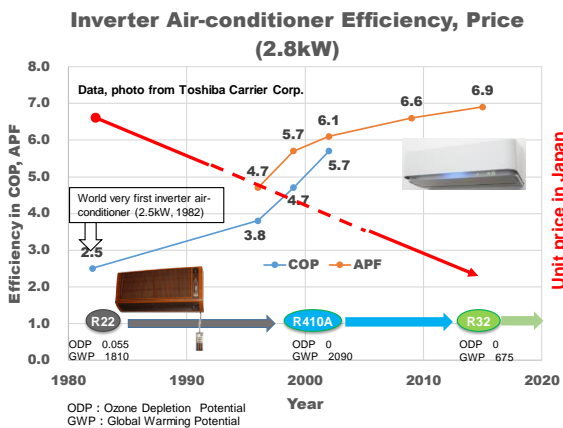 Inverter Air-conditioner Efficiency, Price
(2.8kW)
8.0
7.0
6.0
5.0
4.0
3.0
2.0
1.0
0.0
Efficiency in COP, APF
Data, photo from Toshiba Carrier Corp.
World very first inverter air-
conditioner (2.5kW, 1982)
2.5
3.8
4.7
5.7
4.7
5.7
6.1
6.6
6.9
COP
APF
Unit price in Japan
R22
R410A
R32
ODP 0.055
GWP 1810
0
2090
ODP 0
GWP 675
ODP
GWP
1980
1990
2000
2010
2020
Year
ODP : Ozone Depletion Potential
GWP : Global Warming Potential